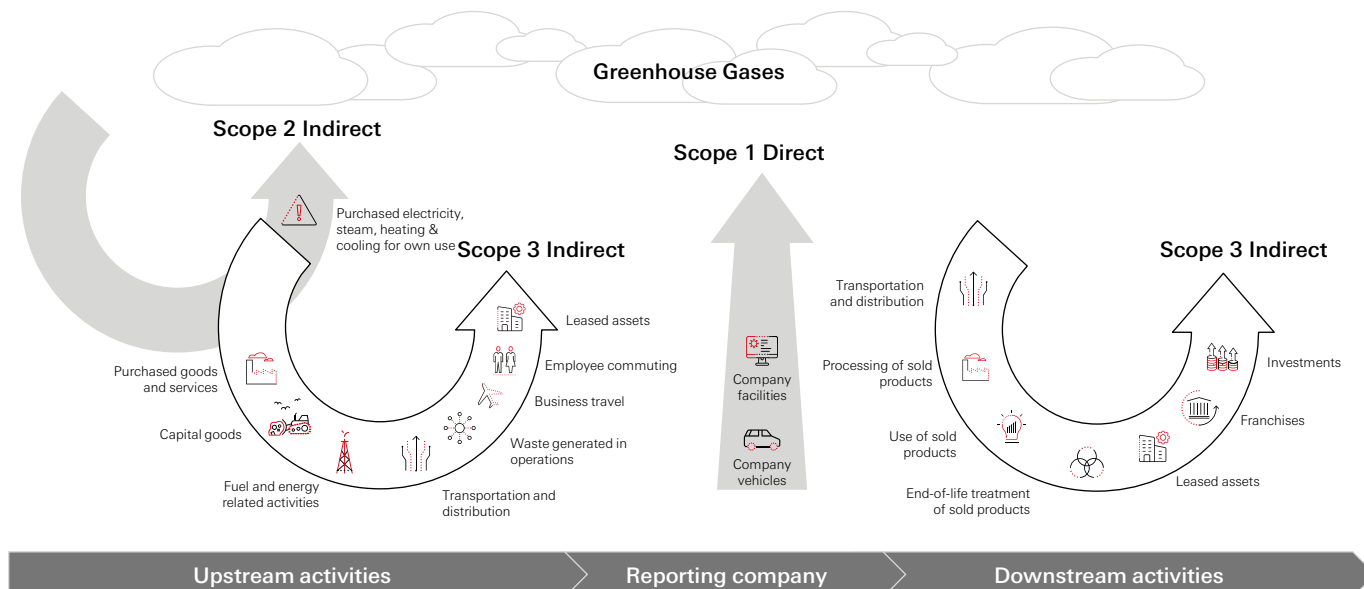 Greenhouse Gases
Scope 2 Indirect
Purchased electricity,
steam, heating &
cooling for own use
Scope 3 Indirect
Leased assets
Employee commuting
Business travel
Waste generated in
operations
Transportation and
distribution
Fuel and energy
related activities
Capital goods
Purchased goods
and services
Scope 1 Direct
Company
facilities
Company
vehicles
Scope 3 Indirect
Transportation
and distribution
Processing of sold
products
Use of sold
products
End-of-life treatment
of sold products
Leased assets
Franchises
Investments
Upstream activities
Reporting company
Downstream activities